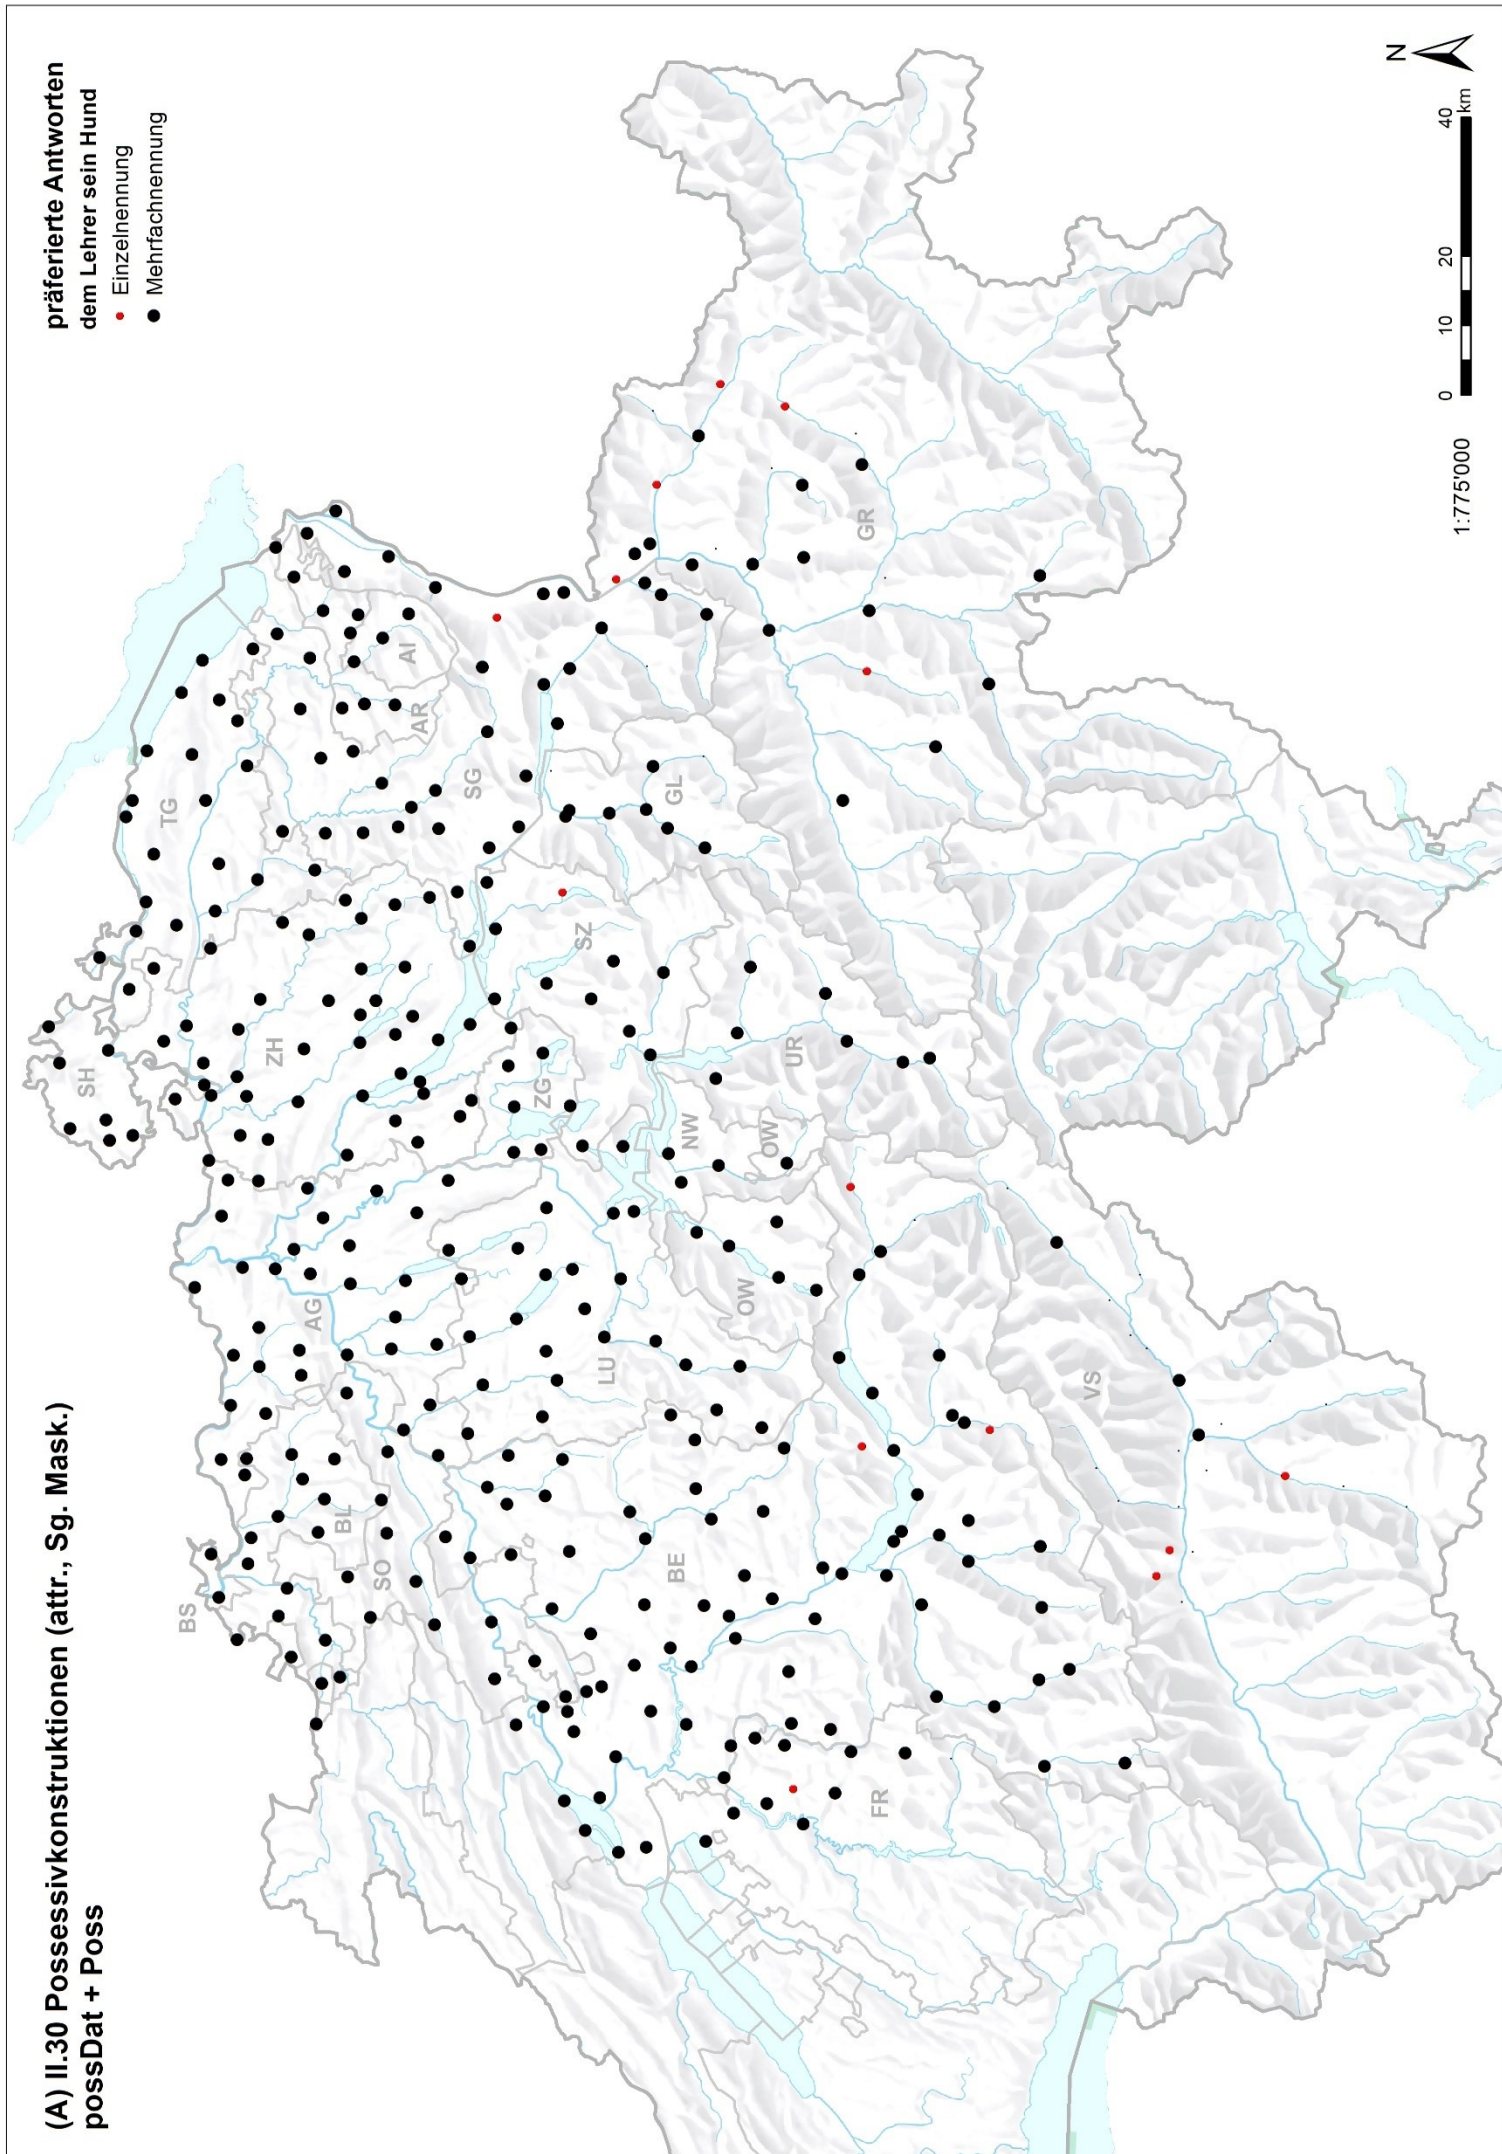 (A) II.30 Possessivkonstruktionen (attr., Sg. Mask.)
possDat + Poss
präferierte Antworten
dem Lehrer sein Hund
Einzelnennung
Mehrfachnennung
SH
BS
TG
BL
AG
ZH
SO
AR
AI
SG
ZG
LU
SZ
GL
BE
NW
OW
OW
UR
FR
GR
VS
N
1:775'000
0 10 20 40
km